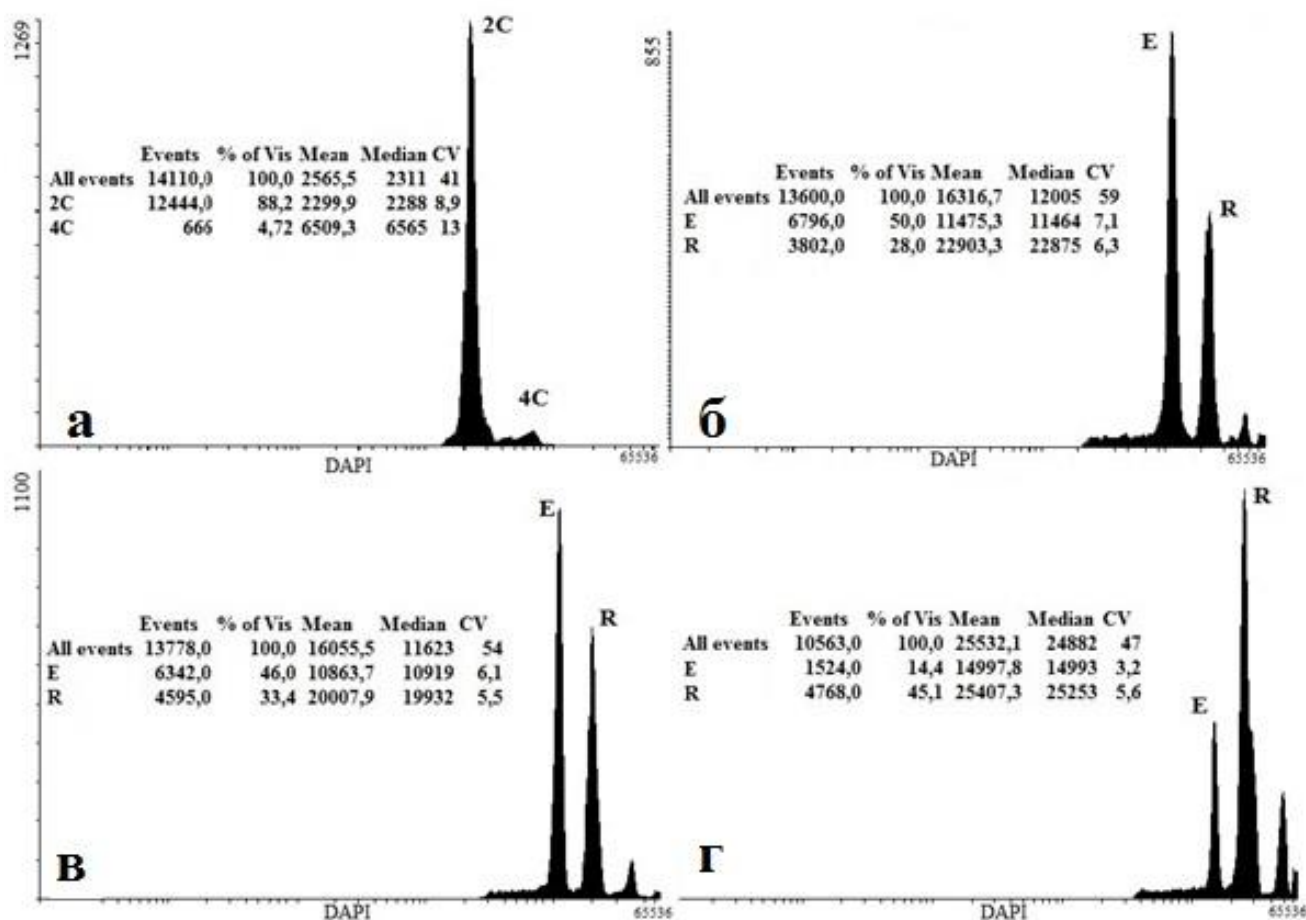 1269
2C
Events % of Vis Mean Median CV
All events 14110,0 100,0 2565,5 2311 41
2C 12444,0 88,2 2299,9 2288 8,9
4C 666 4,72 6509,3 6565 13
4C
а
DAPI
65536
855
E
Events % of Vis Mean Median CV
All events 13600,0 100,0 16316,7 12005 59
E 6796,0 50,0 11475,3 11464 7,1
R 3802,0 28,0 22903,3 22875 6,3
R
б
DAPI
65536
1100
E
R
Events % of Vis Mean Median CV
All events 13778,0 100,0 16055,5 11623 54
E 6342,0 46,0 10863,7 10919 6,1
R 4595,0 33,4 20007,9 19932 5,5
в
DAPI
65536
R
Events % of Vis Mean Median CV
All events 10563,0 100,0 25532,1 24882 47
E 1524,0 14,4 14997,8 14993 3,2
R 4768,0 45,1 25407,3 25253 5,6
E
г
DAPI
65536